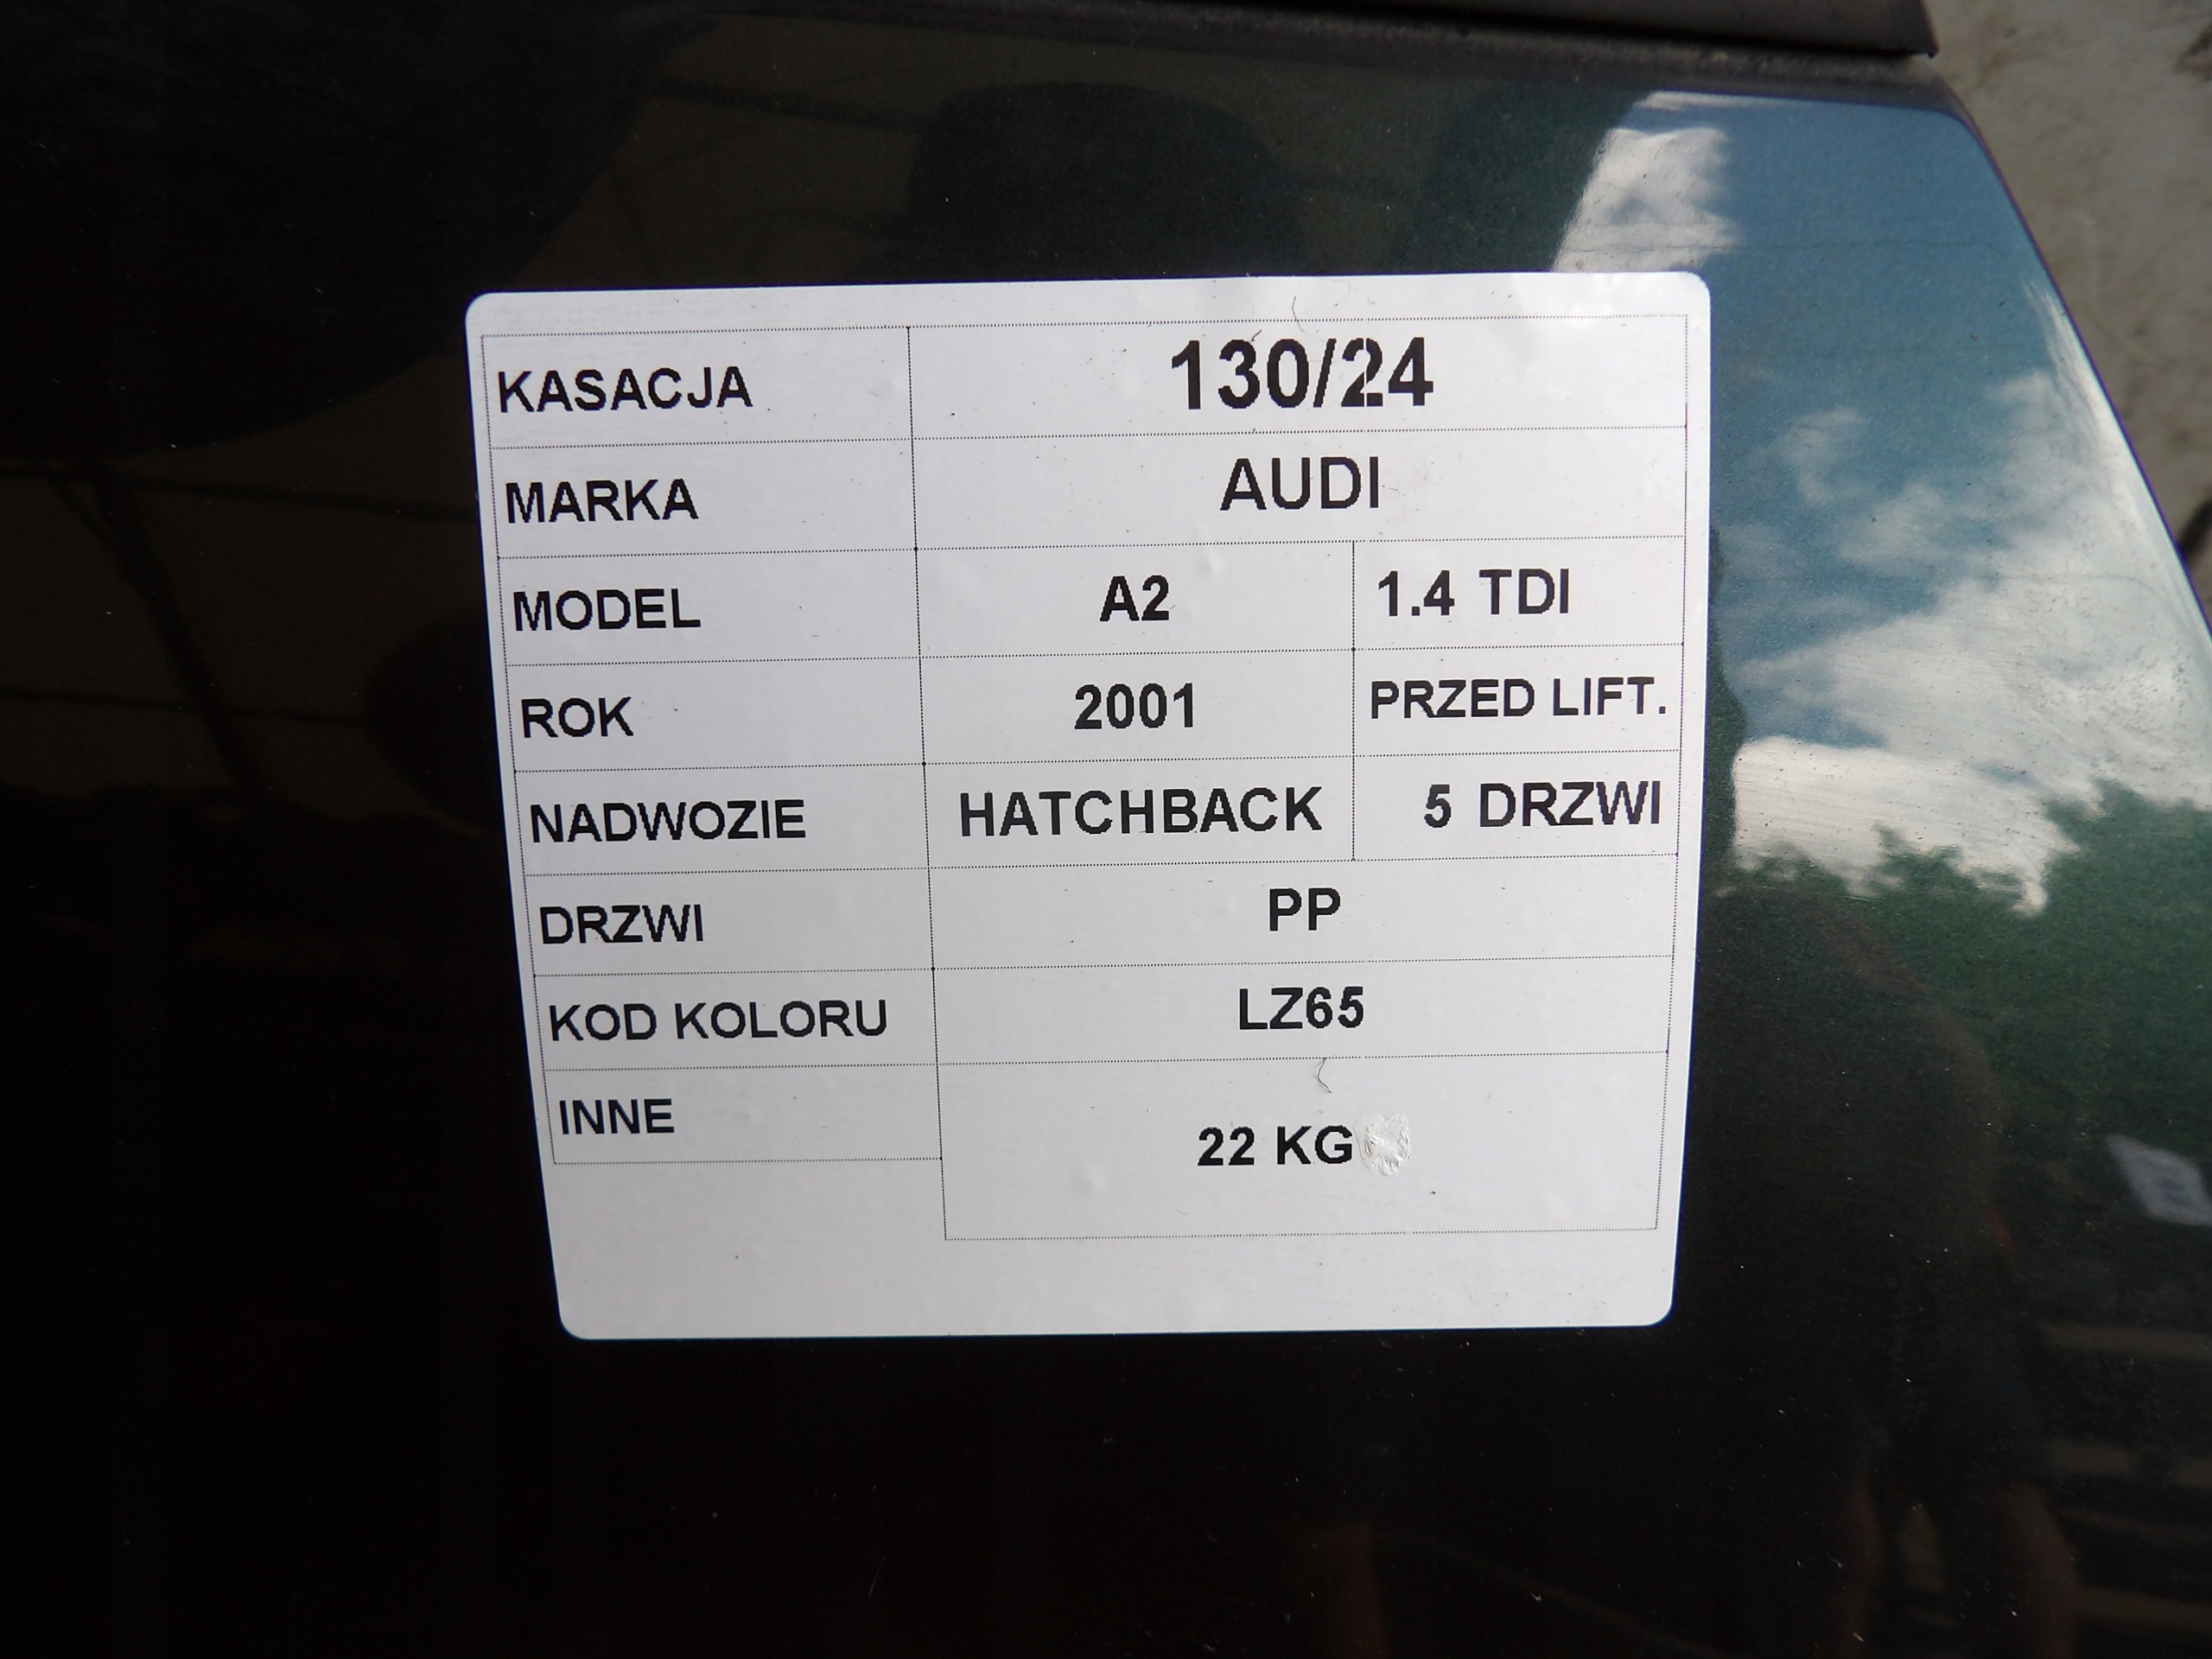 KASACJA 130/24
MARKA AUDI
MODEL A2 1.4 TDI
ROK 2001 PRZED LIFT.
NADWOZIE HATCHBACK 5 DRZWI
DRZWI PP
KOD KOLORU LZ65
INNE 22 KG